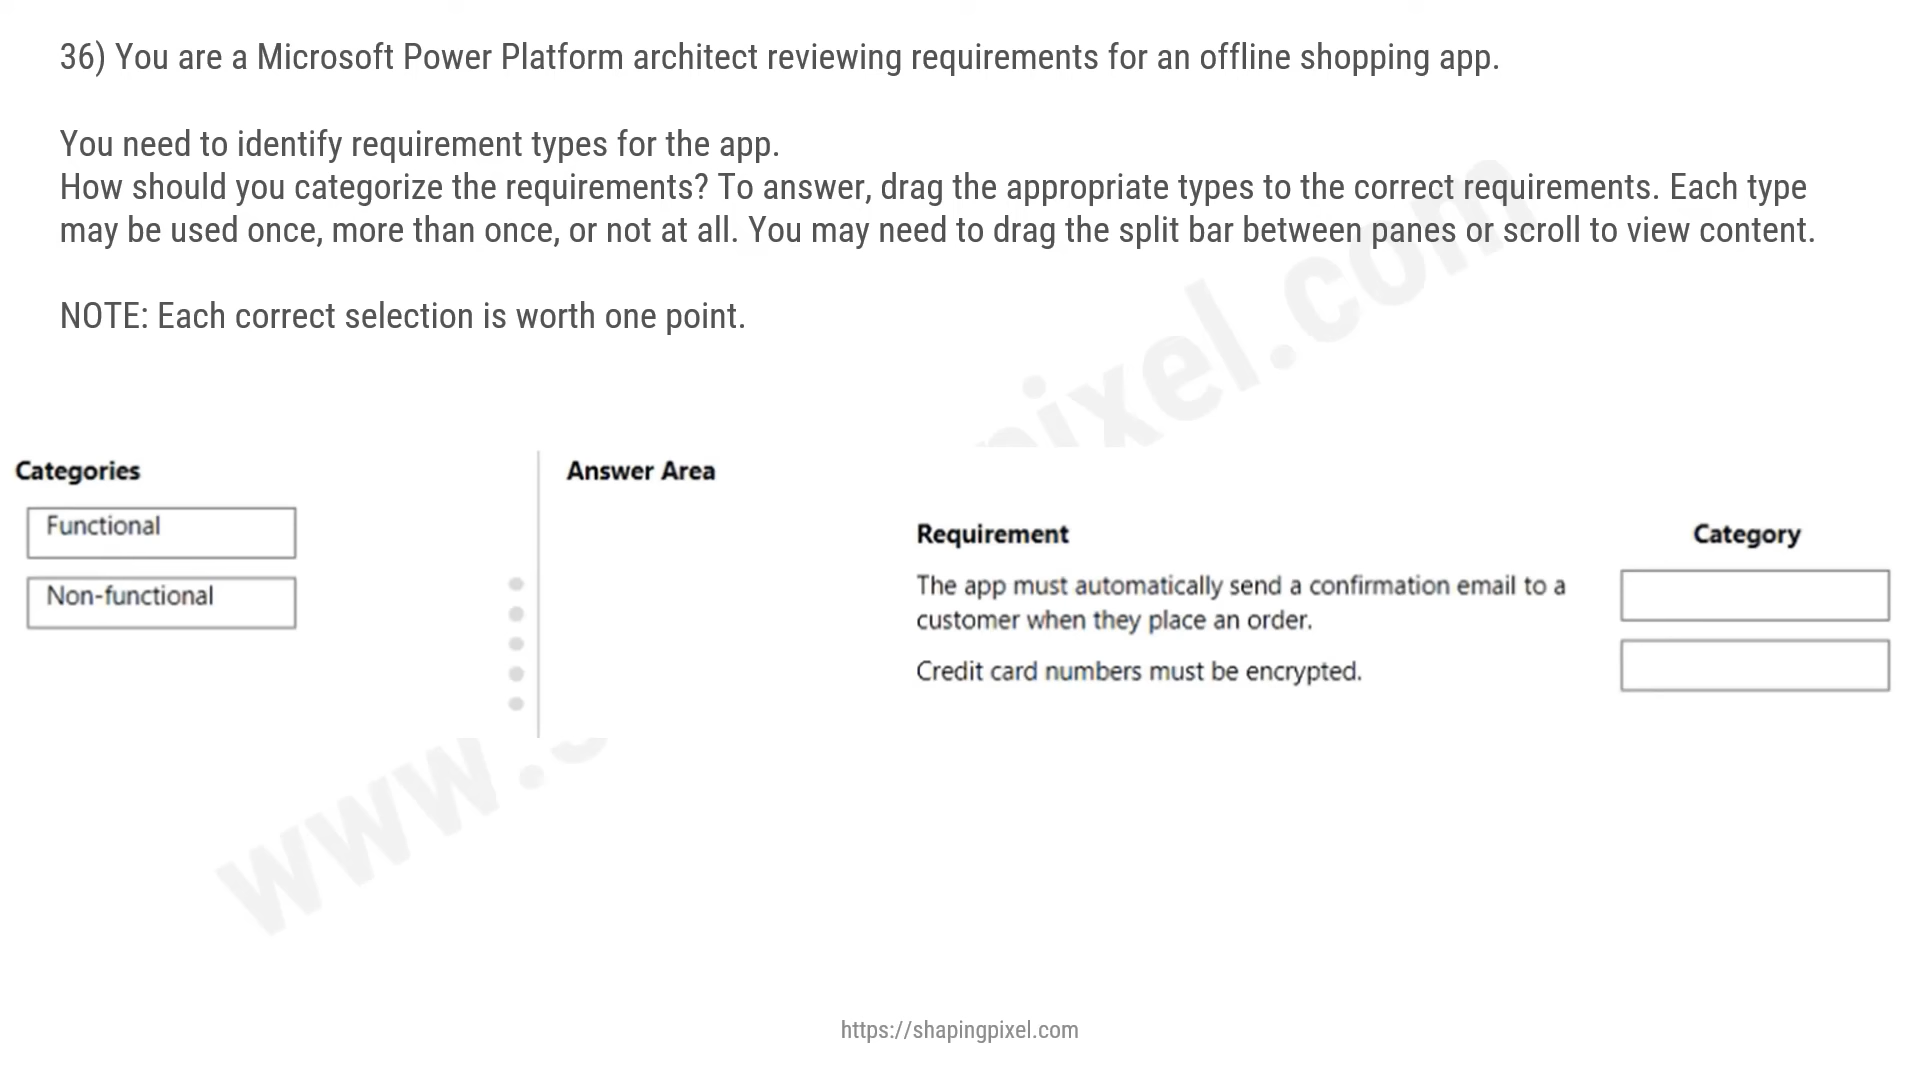 36) You are a Microsoft Power Platform architect reviewing requirements for an offline shopping app.
You need to identify requirement types for the app.
How should you categorize the requirements? To answer, drag the appropriate types to the correct requirements. Each type
may be used once, more than once, or not at all. You may need to drag the split bar between panes or scroll to view content.
NOTE: Each correct selection is worth one point.
Categories
Functional
Non-functional
Answer Area
Requirement
Category
The app must automatically send a confirmation email to a
customer when they place an order.
Credit card numbers must be encrypted.
https://shapingpixel.com